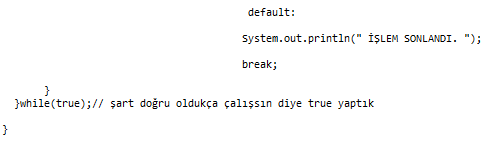 default:
System.out.println(" İŞLEM SONLANDI. ");
break;
}
}while(true);// şart doğru oldukça çalışsın diye true yaptık
}